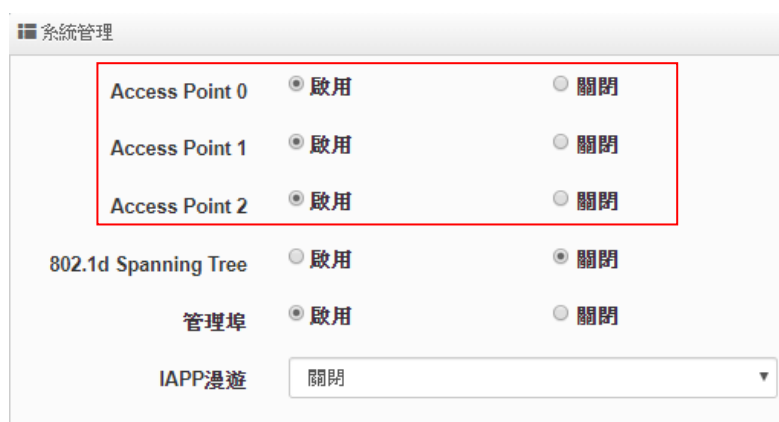 系統管理
Access Point 0 啟用 關閉
Access Point 1 啟用 關閉
Access Point 2 啟用 關閉
802.1d Spanning Tree 啟用 關閉
管理埠 啟用 關閉
IAPP漫遊 關閉